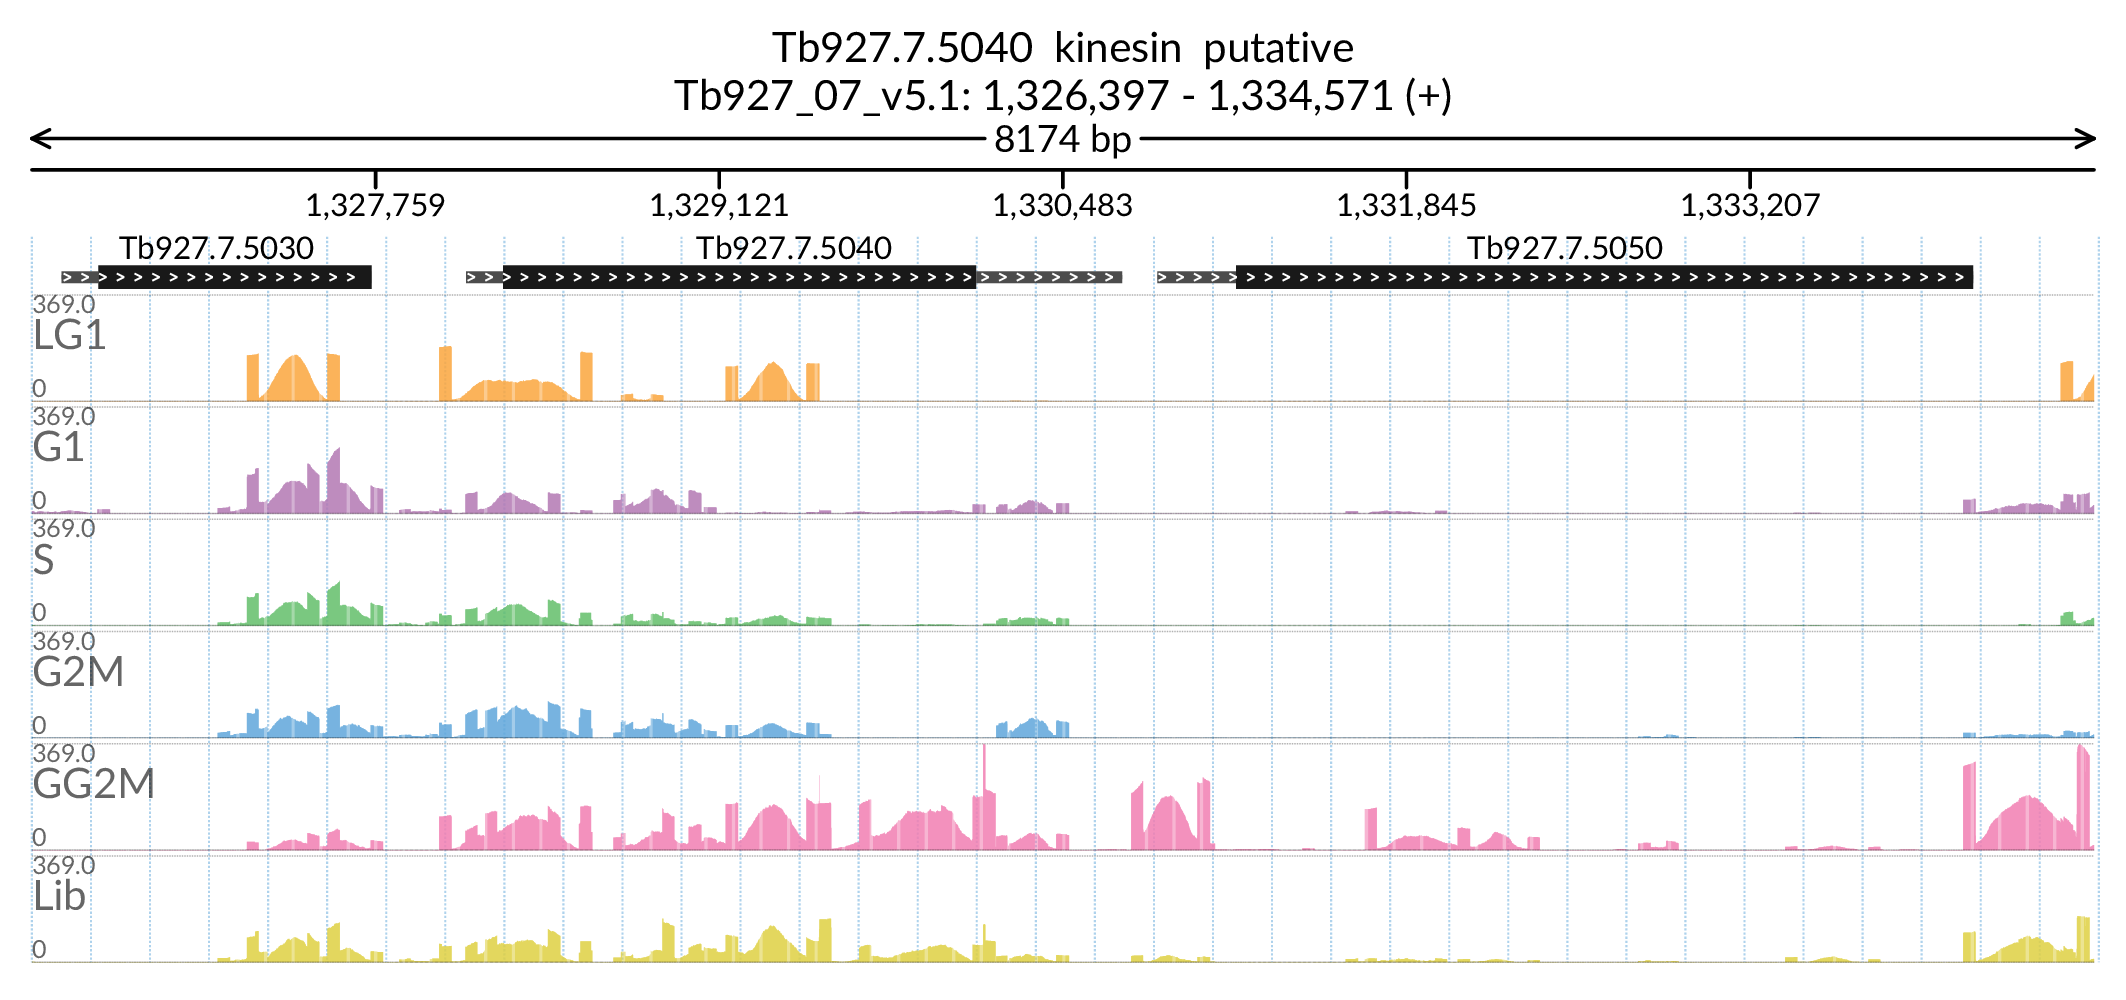 Tb927.7.5040 kinesin putative
Tb927_07_v5.1: 1,326,397 - 1,334,571 (+)
8174 bp
1,327,759 1,329,121 1,330,483 1,331,845 1,333,207
Tb927.7.5030 Tb927.7.5040 Tb927.7.5050
369.0
LG1
0
369.0
G1
0
369.0
S
0
369.0
G2M
0
369.0
GG2M
0
369.0
Lib
0